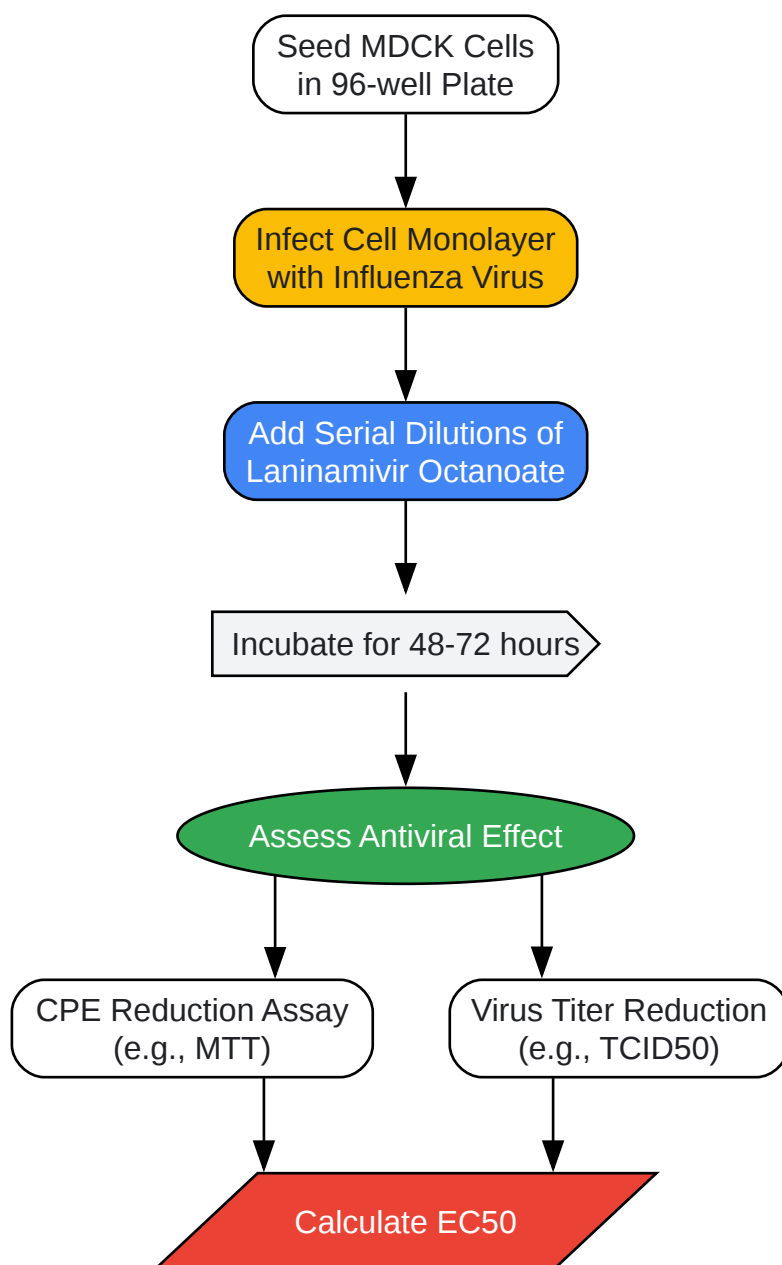 Seed MDCK Cells
in 96-well Plate
Infect Cell Monolayer
with Influenza Virus
Add Serial Dilutions of
Laninamivir Octanoate
Incubate for 48-72 hours
Assess Antiviral Effect
CPE Reduction Assay
(e.g., MTT)
Virus Titer Reduction
(e.g., TCID50)
Calculate EC50